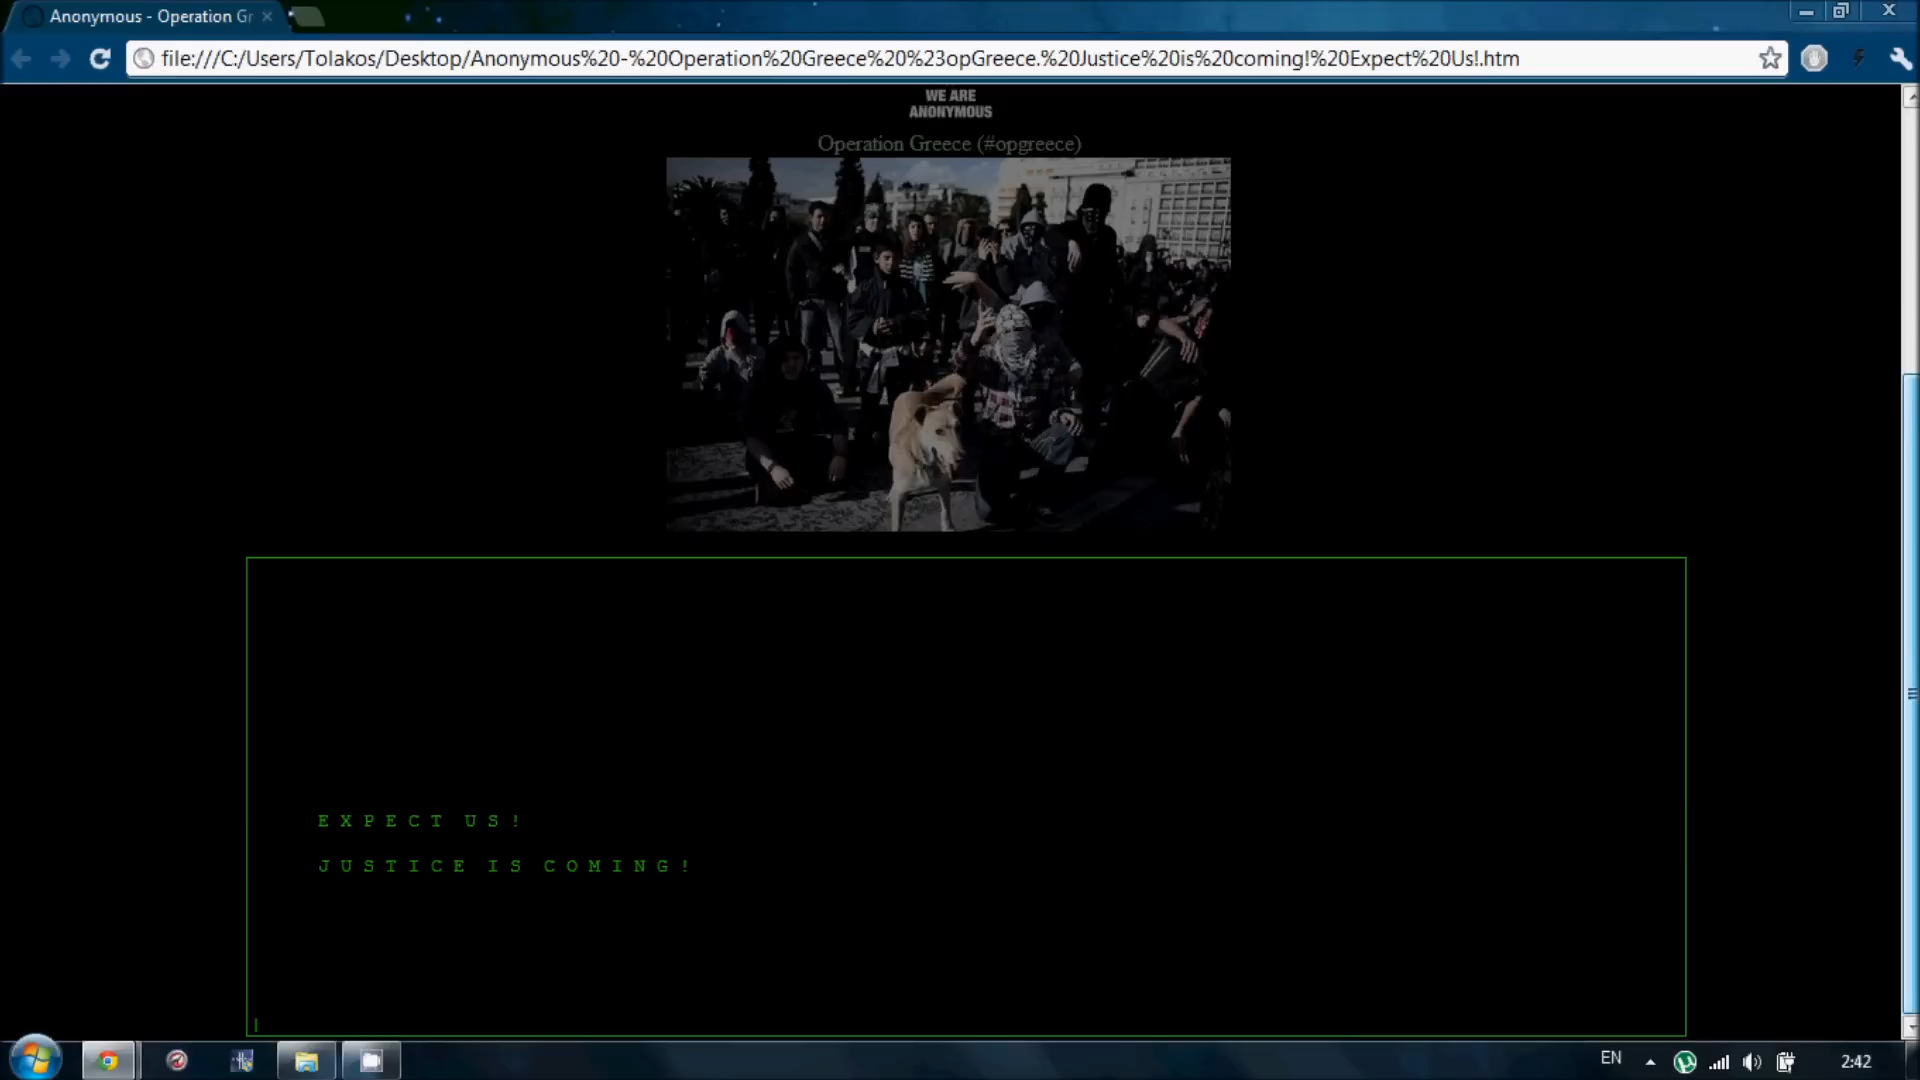 Anonymous - Operation Gr
file:///C:/Users/Tolakos/Desktop/Anonymous%20-%20Operation%20Greece%20%23opGreece.%20Justice%20is%20coming!%20Expect%20Us!.htm
WE ARE
ANONYMOUS
Operation Greece (#opgreece)
E X P E C T  U S !
J U S T I C E  I S  C O M I N G !
EN
2:42